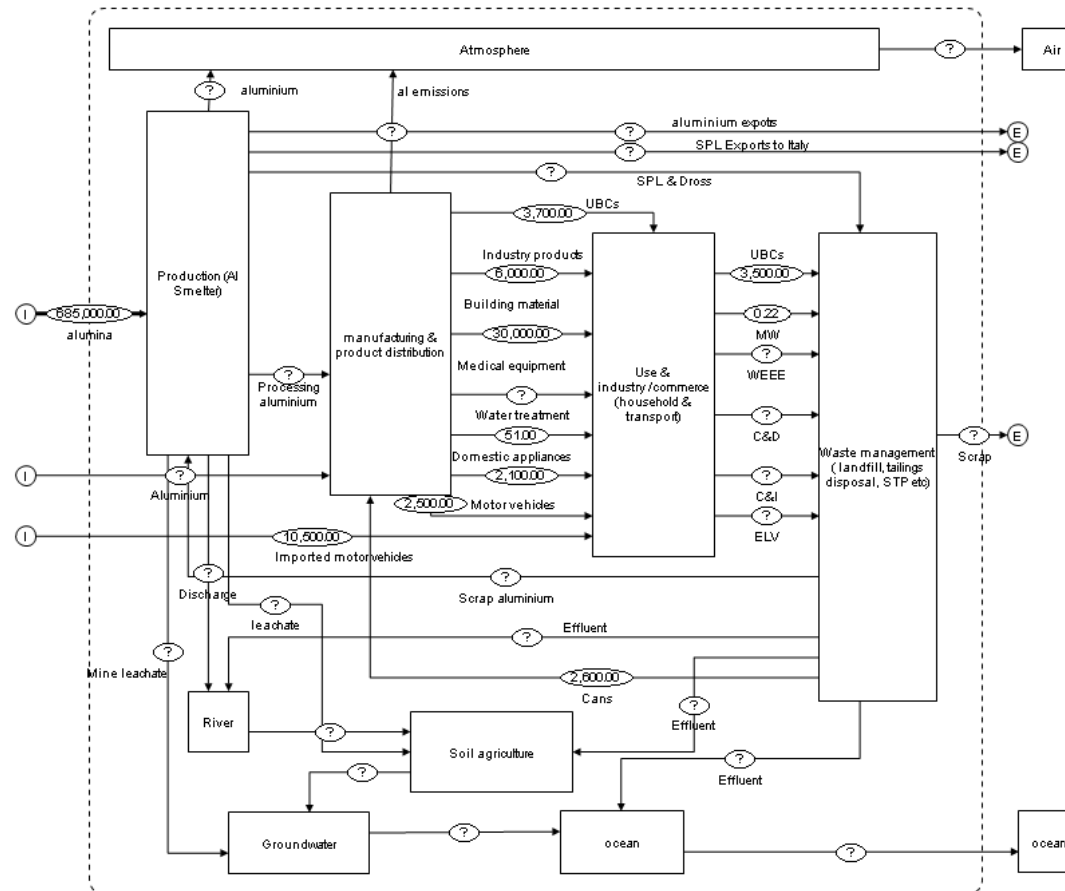 Atmosphere
?
Air
?
aluminium
al emissions
?
?
aluminium expotrs
E
?
SPL Exports to Italy
E
?
SPL & Dross
3,700.00
UBCs
Production (Al
Smelter)
manufacturing &
product distribution
Industry products
6,000.00
Building material
30,000.00
Medical equipment
?
Water treatment
51.00
Domestic appliances
2,100.00
2,500.00
Motor vehicles
Use &
industry /commerce
(household &
transport)
UBCs
3,500.00
0.22
MW
?
WEEE
?
C&D
?
C&I
?
ELV
Waste management
( landfill, tailings
disposal, STP etc)
?
Scrap
E
I
685,000.00
alumina
?
Processing
aluminium
I
?
Aluminium
I
10,500.00
Imported motorvehicles
?
Discharge
?
leachate
?
Scrap aluminium
?
Effluent
?
Mine leachate
2,600.00
Cans
?
Effluent
River
?
Soil agriculture
?
?
Effluent
Groundwater
?
ocean
?
ocean